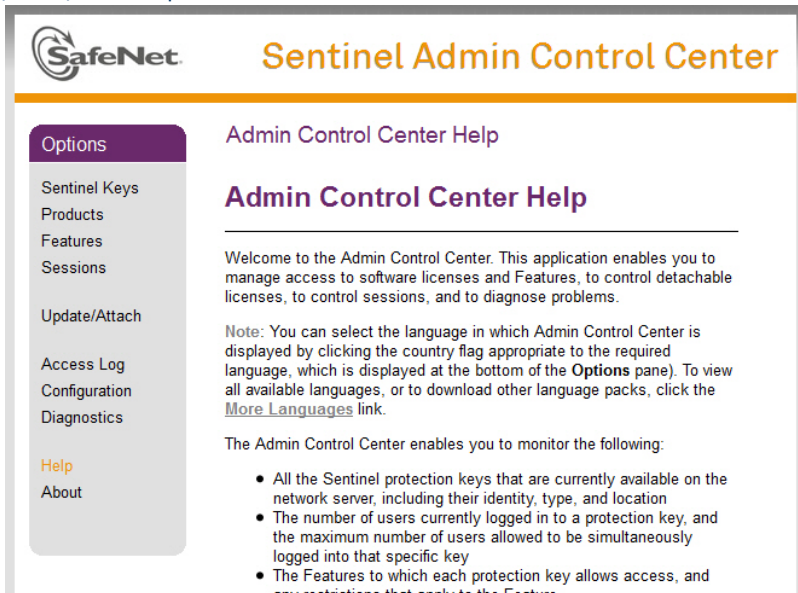 SafeNet.
Sentinel Admin Control Center
Options
Sentinel Keys
Products
Features
Sessions
Update/Attach
Access Log
Configuration
Diagnostics
Help
About
Admin Control Center Help
Admin Control Center Help
Welcome to the Admin Control Center. This application enables you to
manage access to software licenses and Features, to control detachable
licenses, to control sessions, and to diagnose problems.
Note: You can select the language in which Admin Control Center is
displayed by clicking the country flag appropriate to the required
language, which is displayed at the bottom of the Options pane). To view
all available languages, or to download other language packs, click the
More Languages link.
The Admin Control Center enables you to monitor the following:
● All the Sentinel protection keys that are currently available on the
network server, including their identity, type, and location
● The number of users currently logged in to a protection key, and
the maximum number of users allowed to be simultaneously
logged into that specific key
● The Features to which each protection key allows access, and
any restrictions that apply to the Feature